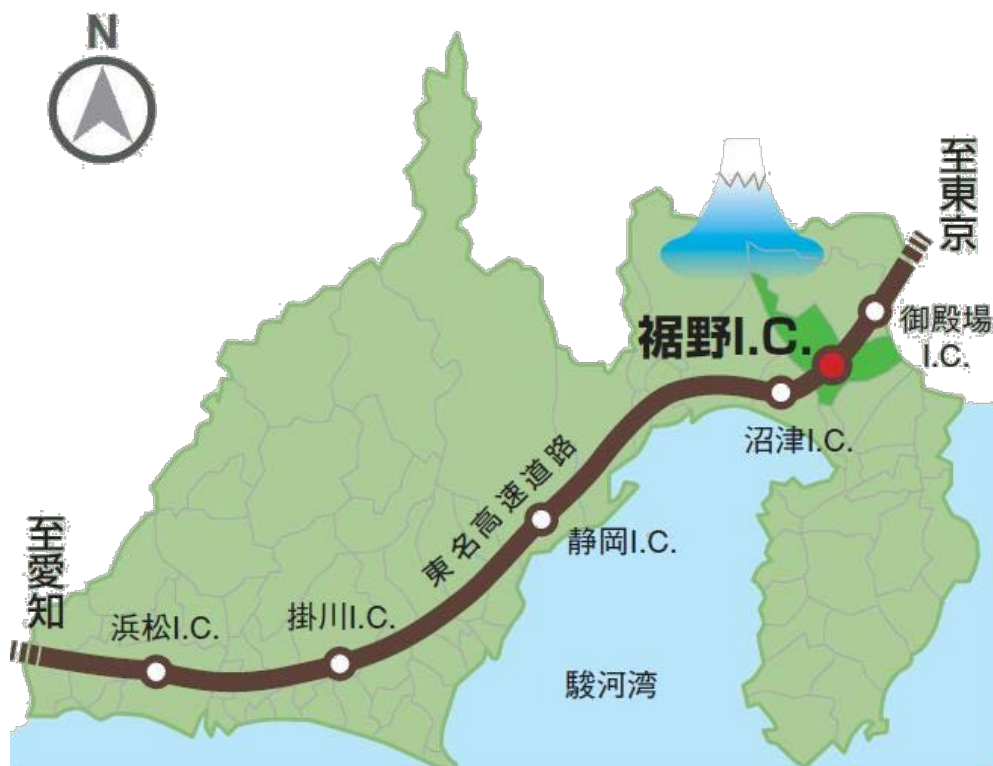 N
至東京
御殿場
I.C.
裾野I.C.
沼津I.C.
東名高速道路
静岡I.C.
至愛知
浜松I.C.
掛川I.C.
駿河湾